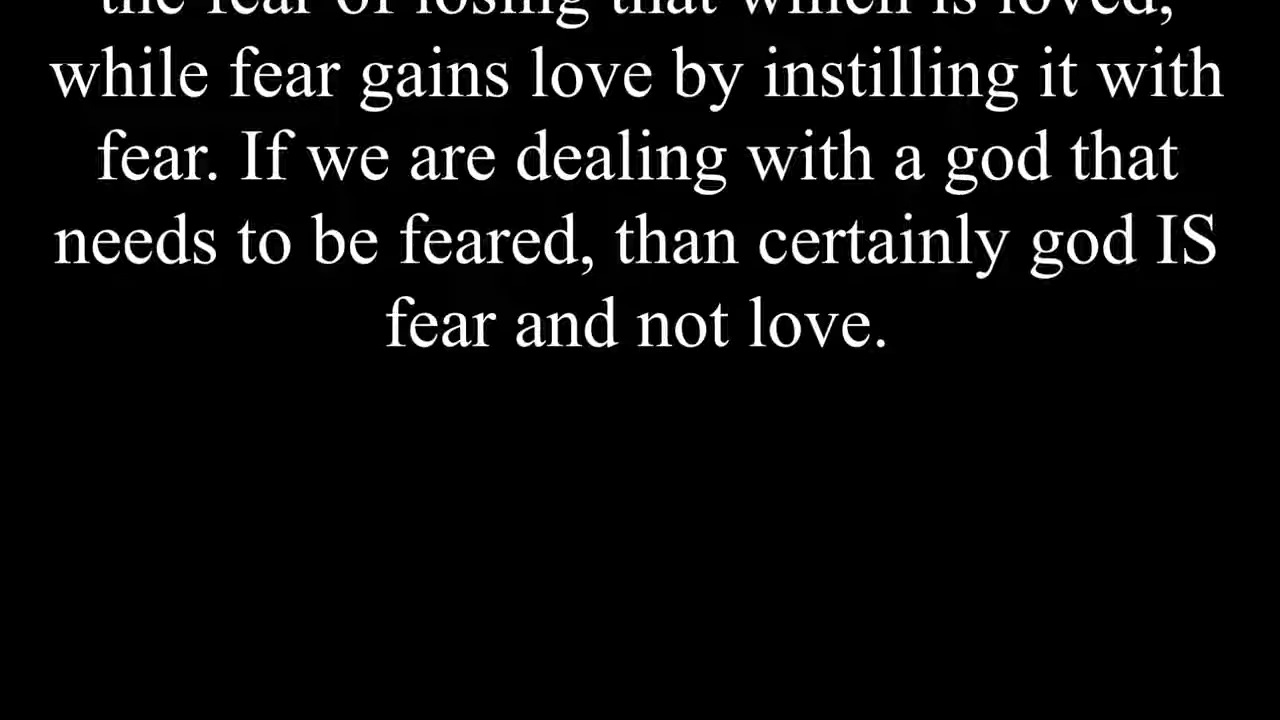 the fear of losing that which is loved,
while fear gains love by instilling it with
fear. If we are dealing with a god that
needs to be feared, than certainly god IS
fear and not love.